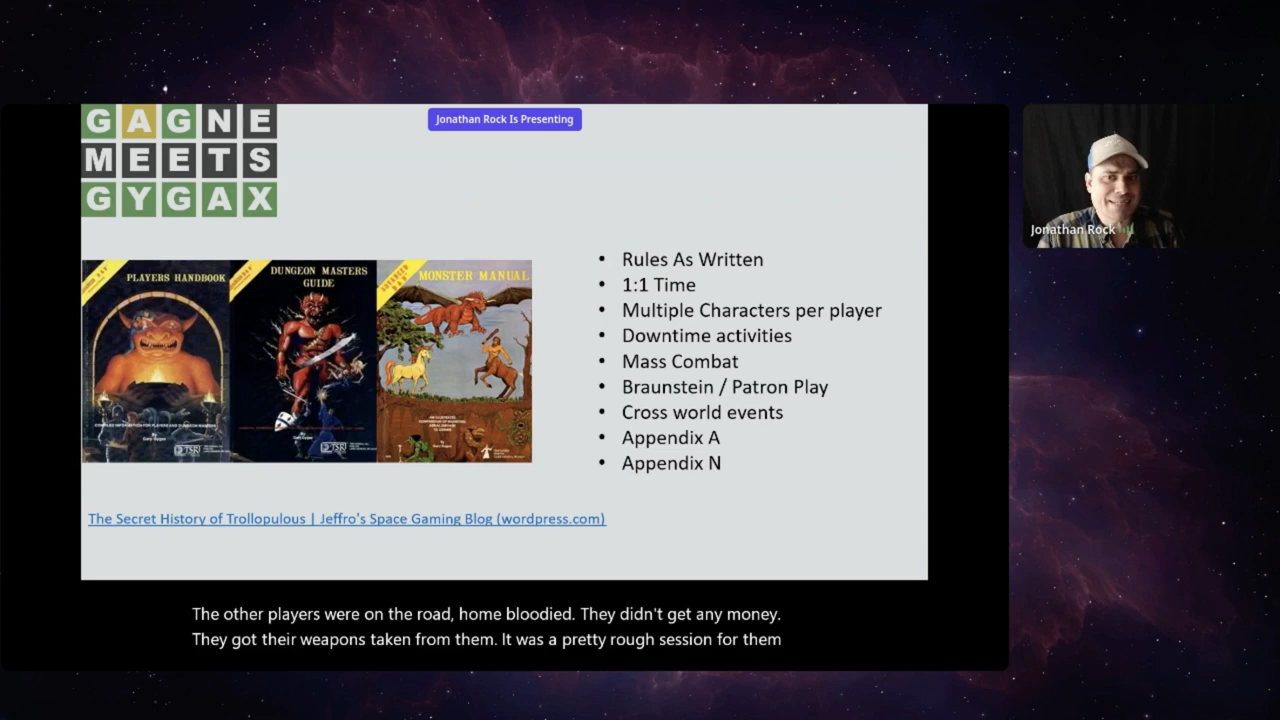 GAGNE
MEETS
GYGAX
Jonathan Rock Is Presenting
Jonathan Rock
PLAYERS HANDBOOK
DUNGEON MASTERS
GUIDE
MONSTER MANUAL
• Rules As Written
• 1:1 Time
• Multiple Characters per player
• Downtime activities
• Mass Combat
• Braunstein / Patron Play
• Cross world events
• Appendix A
• Appendix N
The Secret History of Trollopulous | Jeffro's Space Gaming Blog (wordpress.com)
The other players were on the road, home bloodied. They didn't get any money.
They got their weapons taken from them. It was a pretty rough session for them